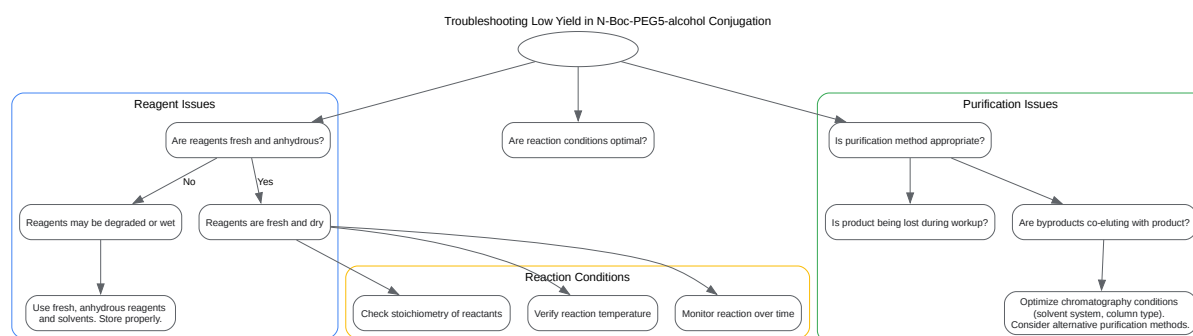 Troubleshooting Low Yield in N-Boc-PEG5-alcohol Conjugation
Reagent Issues
Purification Issues
Are reagents fresh and anhydrous?
Are reaction conditions optimal?
Is purification method appropriate?
No
Yes
Reagents may be degraded or wet
Reagents are fresh and dry
Is product being lost during workup?
Are byproducts co-eluting with product?
Reaction Conditions
Use fresh, anhydrous reagents
and solvents. Store properly.
Check stoichiometry of reactants
Verify reaction temperature
Monitor reaction over time
Optimize chromatography conditions
(solvent system, column type).
Consider alternative purification methods.